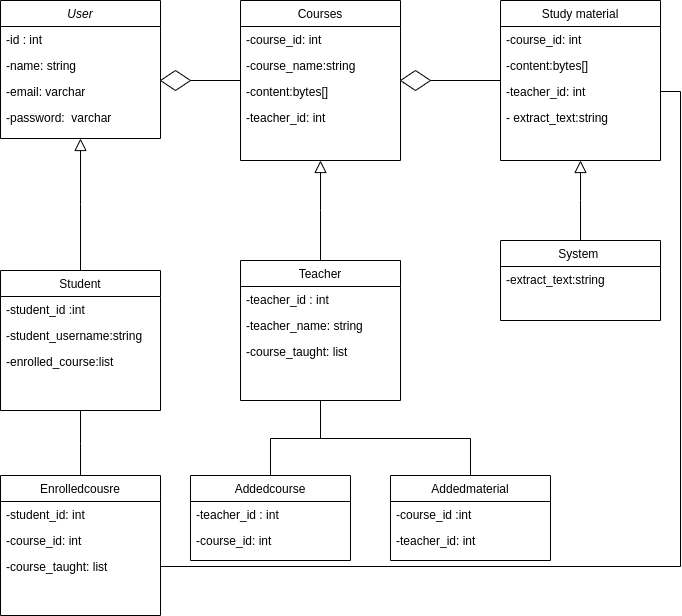 User
-id : int
-name: string
-email: varchar
-password:  varchar
Courses
-course_id: int
-course_name:string
-content:bytes[]
-teacher_id: int
Study material
-course_id: int
-content:bytes[]
-teacher_id: int
- extract_text:string
Student
-student_id :int
-student_username:string
-enrolled_course:list
Teacher
-teacher_id : int
-teacher_name: string
-course_taught: list
System
-extract_text:string
Enrolledcousre
-student_id: int
-course_id: int
-course_taught: list
Addedcourse
-teacher_id : int
-course_id: int
Addedmaterial
-course_id :int
-teacher_id: int